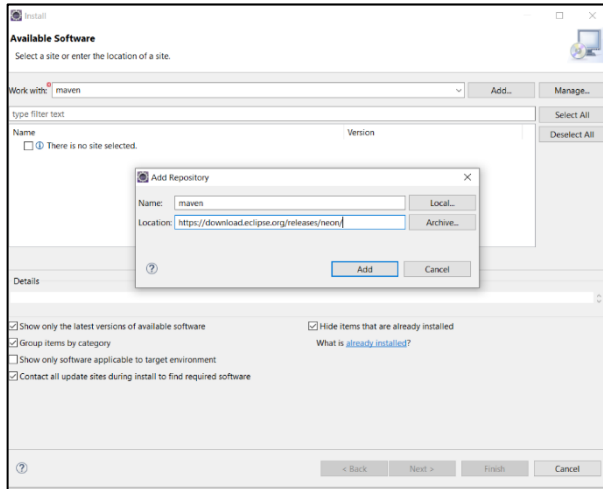 Install
Available Software
Select a site or enter the location of a site.
Work with: maven
Add...
Manage...
type filter text
Select All
Name Version
Deselect All
There is no site selected.
Add Repository
Name: maven
Local...
Location: https://download.eclipse.org/releases/neon/
Archive...
Add
Cancel
Details
Show only the latest versions of available software
Hide items that are already installed
Group items by category
What is already installed?
Show only software applicable to target environment
Contact all update sites during install to find required software
< Back
Next >
Finish
Cancel